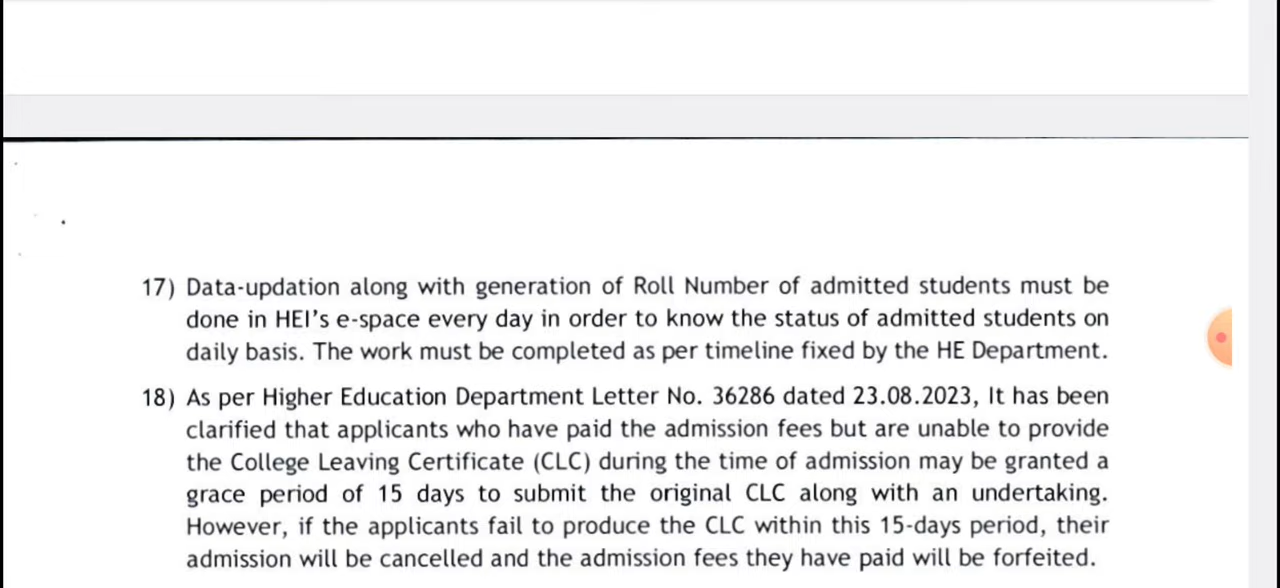 17) Data-updation along with generation of Roll Number of admitted students must be
done in HEI's e-space every day in order to know the status of admitted students on
daily basis. The work must be completed as per timeline fixed by the HE Department.
18) As per Higher Education Department Letter No. 36286 dated 23.08.2023, It has been
clarified that applicants who have paid the admission fees but are unable to provide
the College Leaving Certificate (CLC) during the time of admission may be granted a
grace period of 15 days to submit the original CLC along with an undertaking.
However, if the applicants fail to produce the CLC within this 15-days period, their
admission will be cancelled and the admission fees they have paid will be forfeited.